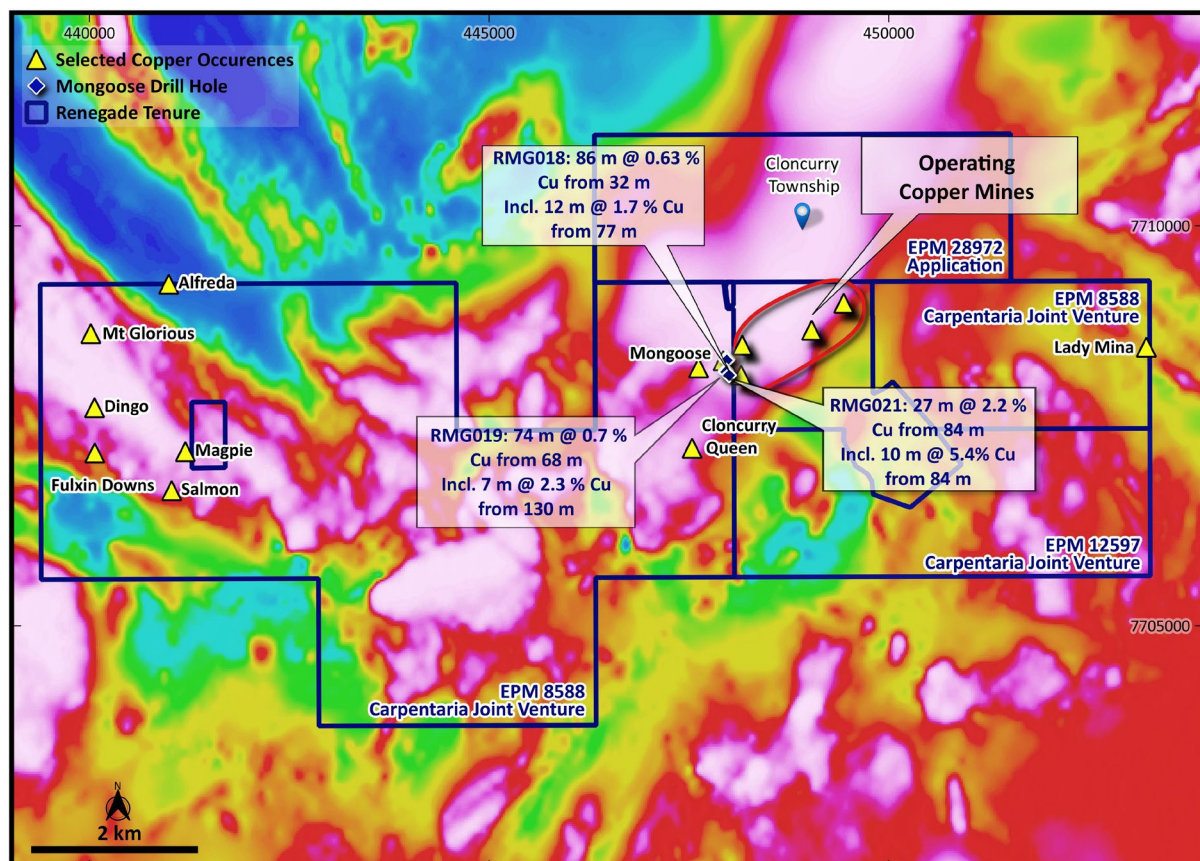 440000
445000
450000
Selected Copper Occurences
Mongoose Drill Hole
Renegade Tenure
RMG018: 86 m @ 0.63 %
Cu from 32 m
Incl. 12 m @ 1.7 % Cu
from 77 m
Cloncurry
Township
Operating
Copper Mines
7710000
EPM 28972
Application
Alfreda
EPM 8588
Carpentaria Joint Venture
Mt Glorious
Mongoose
Lady Mina
Dingo
RMG021: 27 m @ 2.2 %
Cu from 84 m
Incl. 10 m @ 5.4% Cu
from 84 m
Cloncurry
Queen
RMG019: 74 m @ 0.7 %
Cu from 68 m
Incl. 7 m @ 2.3 % Cu
from 130 m
Magpie
Fulxin Downs
Salmon
EPM 12597
Carpentaria Joint Venture
7705000
EPM 8588
Carpentaria Joint Venture
N
2 km